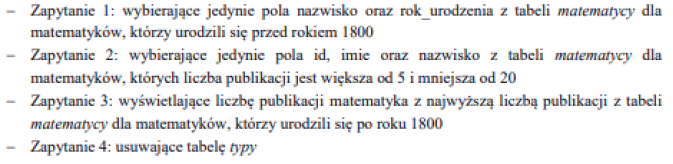 – Zapytanie 1: wybierające jedynie pola nazwisko oraz rok_urodzenia z tabeli matematycy dla
matematyków, którzy urodzili się przed rokiem 1800
– Zapytanie 2: wybierające jedynie pola id, imie oraz nazwisko z tabeli matematycy dla
matematyków, których liczba publikacji jest większa od 5 i mniejsza od 20
– Zapytanie 3: wyświetlające liczbę publikacji matematyka z najwyższą liczbą publikacji z tabeli
matematycy dla matematyków, którzy urodzili się po roku 1800
– Zapytanie 4: usuwające tabelę typy